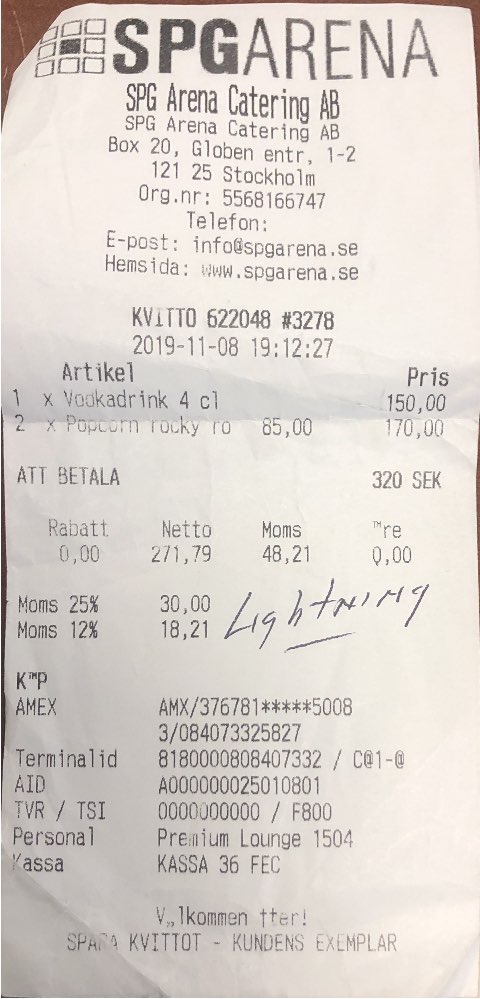 SPGARENA
SPG Arena Catering AB
SPG Arena Catering AB
Box 20, Globen entr, 1-2
121 25 Stockholm
Org.nr: 5568166747
Telefon:
E-post: info@spgarena.se
Hemsida: www.spgarena.se
KVITTO 622048 #3278
2019-11-08 19:12:27
Artikel Pris
1 x Vodkadrink 4 cl 150,00
2 x Popcorn rocky ro 85,00 170,00
ATT BETALA 320 SEK
Rabatt Netto Moms ™re
0,00 271,79 48,21 0,00
Moms 25% 30,00
Moms 12% 18,21
Lightning
K™P
AMEX AMX/376781*****5008
3/084073325827
Terminalid 8180000808407332 / C@1-@
AID A000000025010801
TVR / TSI 0000000000 / F800
Personal Premium Lounge 1504
Kassa KASSA 36 FEC
V„lkommen †ter!
SPARA KVITTOT - KUNDENS EXEMPLAR